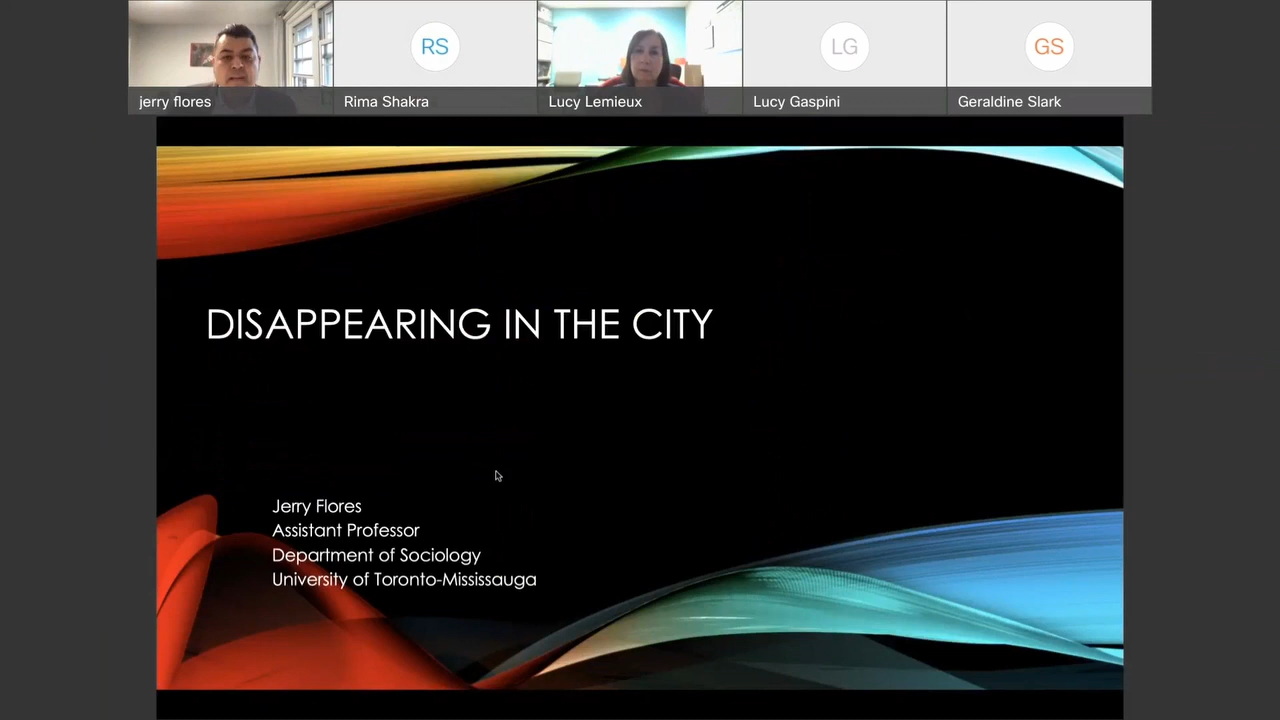 RS
LG
GS
jerry flores
Rima Shakra
Lucy Lemieux
Lucy Gaspini
Geraldine Slark
DISAPPEARING IN THE CITY
Jerry Flores
Assistant Professor
Department of Sociology
University of Toronto-Mississauga